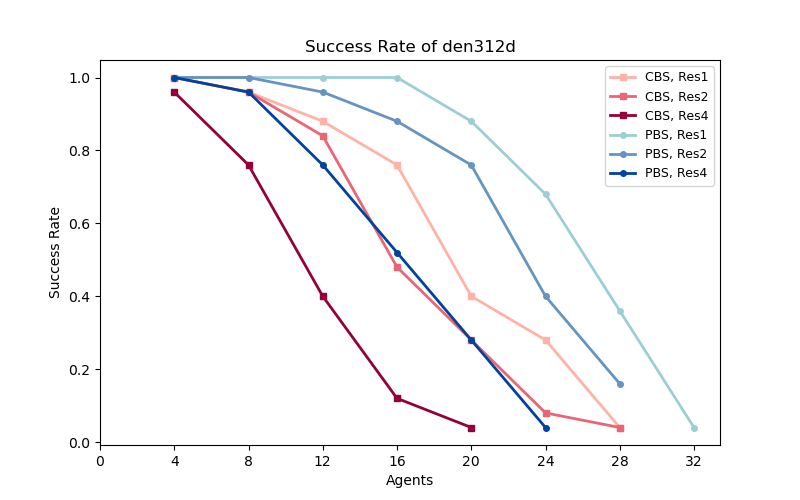 Success Rate of den312d
CBS, Res1
CBS, Res2
CBS, Res4
PBS, Res1
PBS, Res2
PBS, Res4
Success Rate
1.0
0.8
0.6
0.4
0.2
0.0
0 4 8 12 16 20 24 28 32
Agents